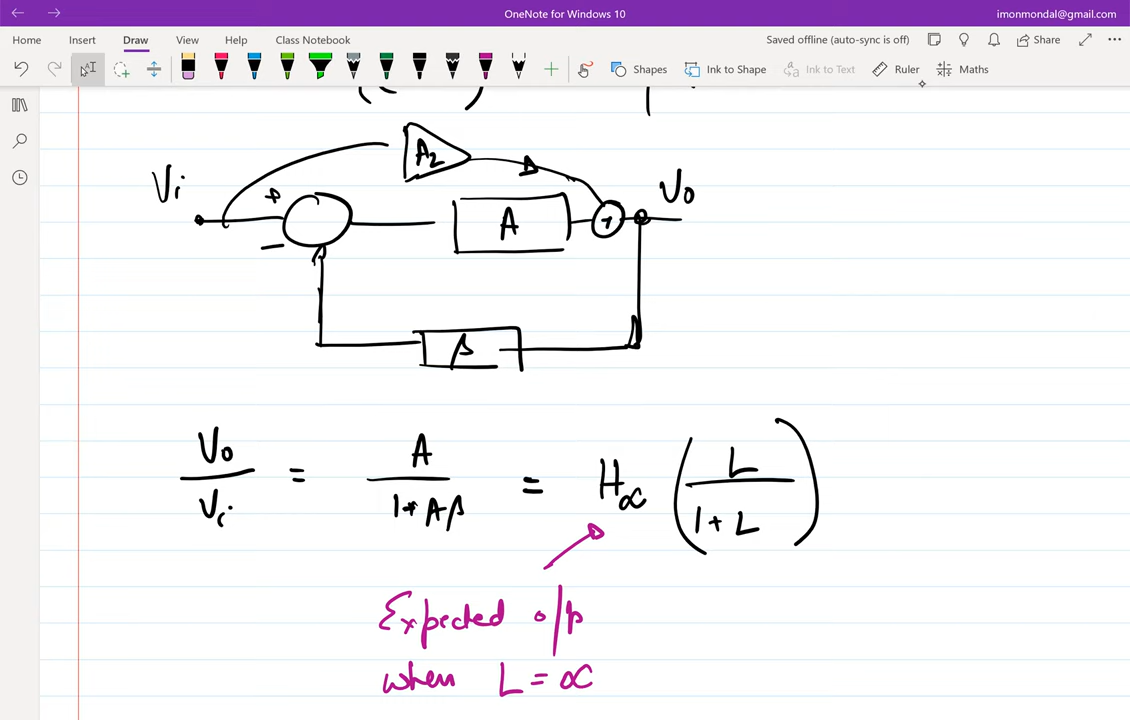 OneNote for Windows 10
imonmondal@gmail.com
Home Insert Draw View Help Class Notebook
Saved offline (auto-sync is off) Share
Shapes Ink to Shape Ink to Text Ruler Maths
A2
Vi + A + Vo
−
β
Vo/Vi = A/(1+Aβ) = H∝ (L/(1+L))
Expected o/p
when L = ∝